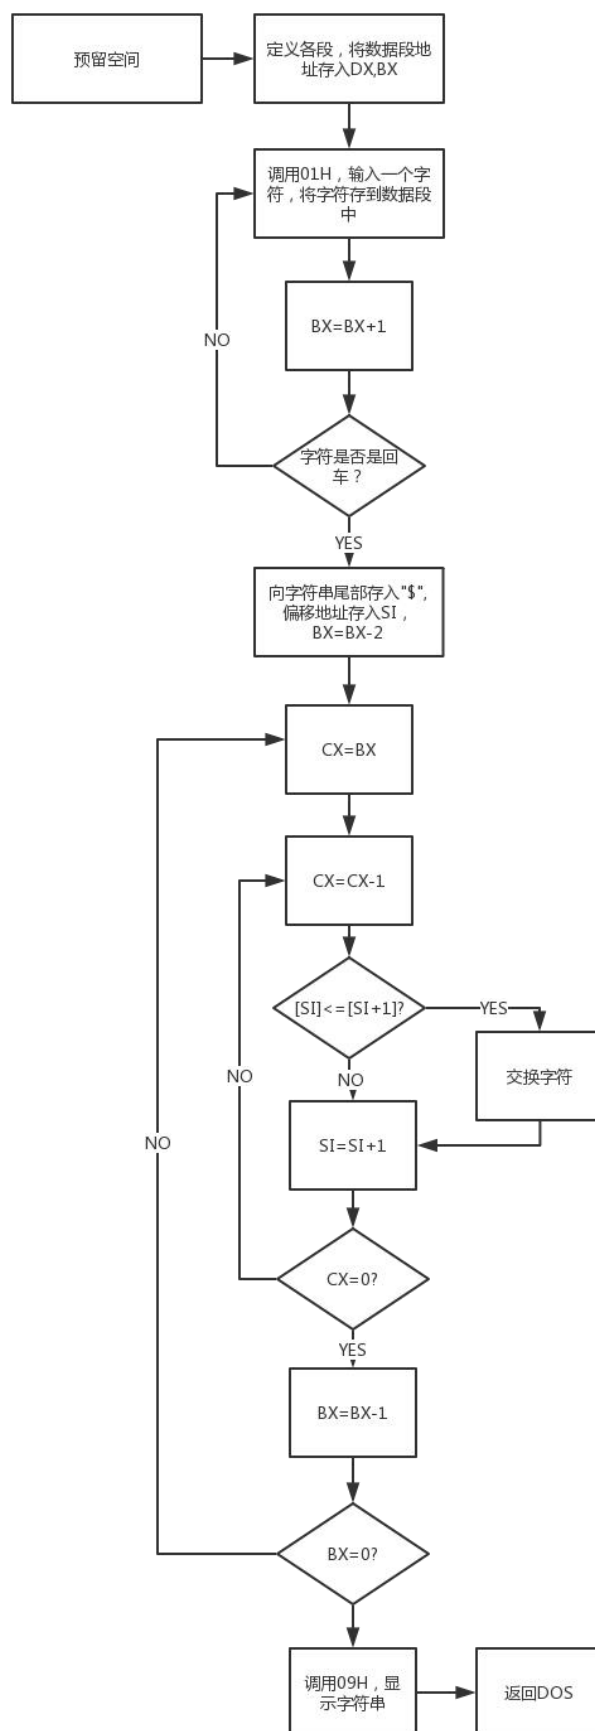 预留空间
定义各段，将数据段地
址存入DX,BX
调用01H，输入一个字
符，将字符存到数据段
中
BX=BX+1
NO
字符是否是回
车？
YES
向字符串尾部存入"$",
偏移地址存入SI，
BX=BX-2
CX=BX
CX=CX-1
[SI]<=[SI+1]?
YES
NO
交换字符
NO
SI=SI+1
NO
CX=0?
YES
BX=BX-1
BX=0?
调用09H，显
示字符串
返回DOS